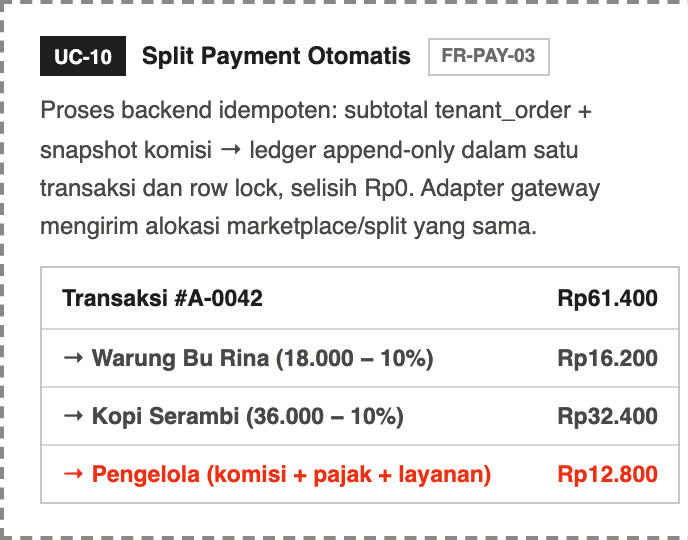 UC-10 Split Payment Otomatis FR-PAY-03
Proses backend idempoten: subtotal tenant_order +
snapshot komisi → ledger append-only dalam satu
transaksi dan row lock, selisih Rp0. Adapter gateway
mengirim alokasi marketplace/split yang sama.
Transaksi #A-0042 Rp61.400
→ Warung Bu Rina (18.000 – 10%) Rp16.200
→ Kopi Serambi (36.000 – 10%) Rp32.400
→ Pengelola (komisi + pajak + layanan) Rp12.800